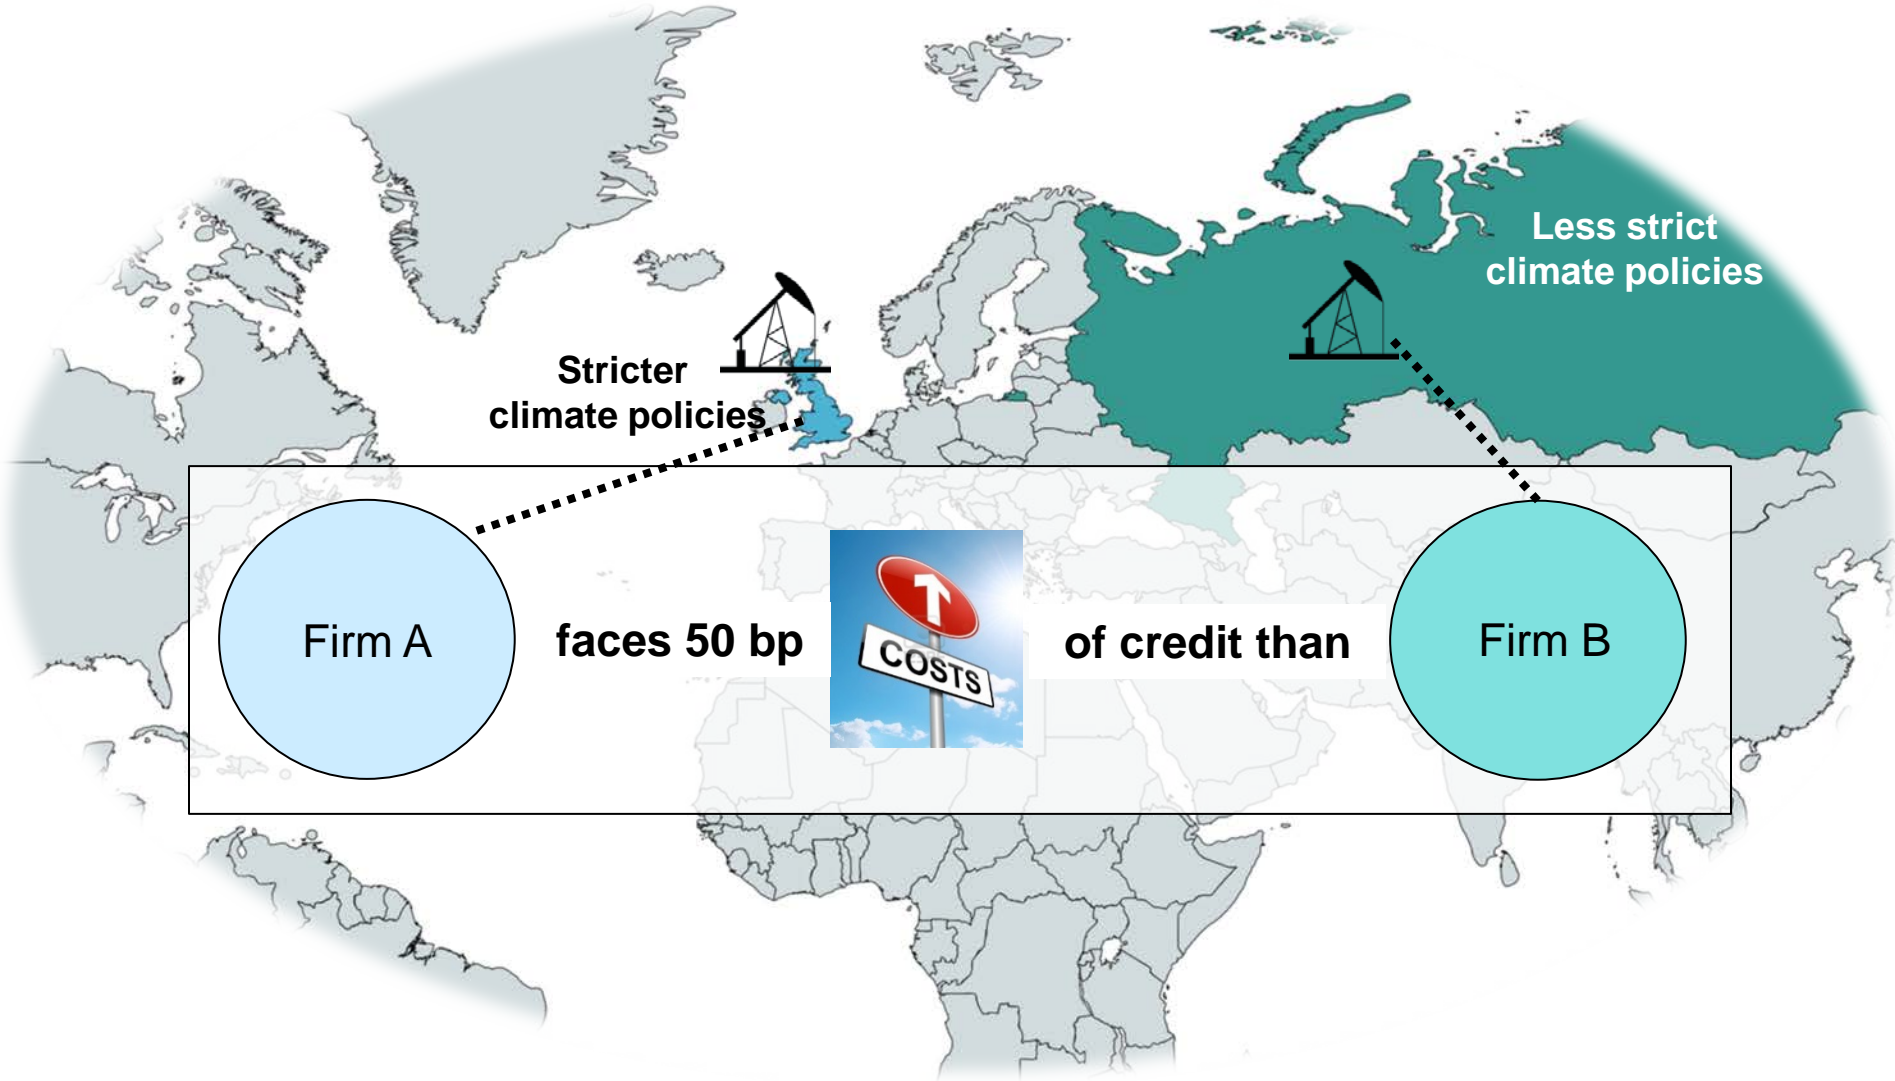 Less strict
climate policies
Stricter
climate policies
Firm A
faces 50 bp
COSTS
of credit than
Firm B